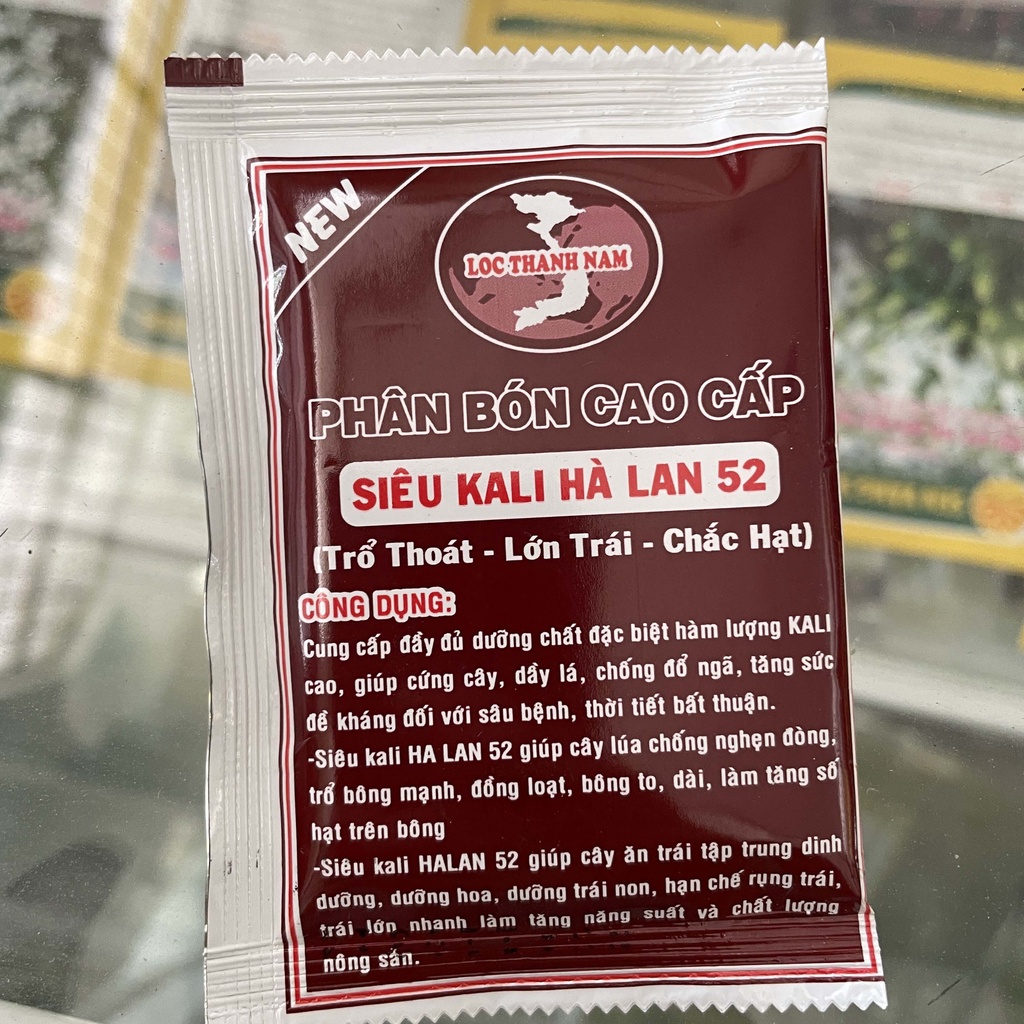 NEW
LOC THANH NAM
PHÂN BÓN CAO CẤP
SIÊU KALI HÀ LAN 52
(Trổ Thoát - Lớn Trái - Chắc Hạt)
CÔNG DỤNG:
Cung cấp đầy đủ dưỡng chất đặc biệt hàm lượng KALI
cao, giúp cứng cây, dầy lá, chống đổ ngã, tăng sức
đề kháng đối với sâu bệnh, thời tiết bất thuận.
-Siêu kali HA LAN 52 giúp cây lúa chống nghẹn đòng,
trổ bông mạnh, đồng loạt, bông to, dài, làm tăng số
hạt trên bông
-Siêu kali HALAN 52 giúp cây ăn trái tập trung dinh
dưỡng, dưỡng hoa, dưỡng trái non, hạn chế rụng trái,
trái lớn nhanh làm tăng năng suất và chất lượng
nông sản.